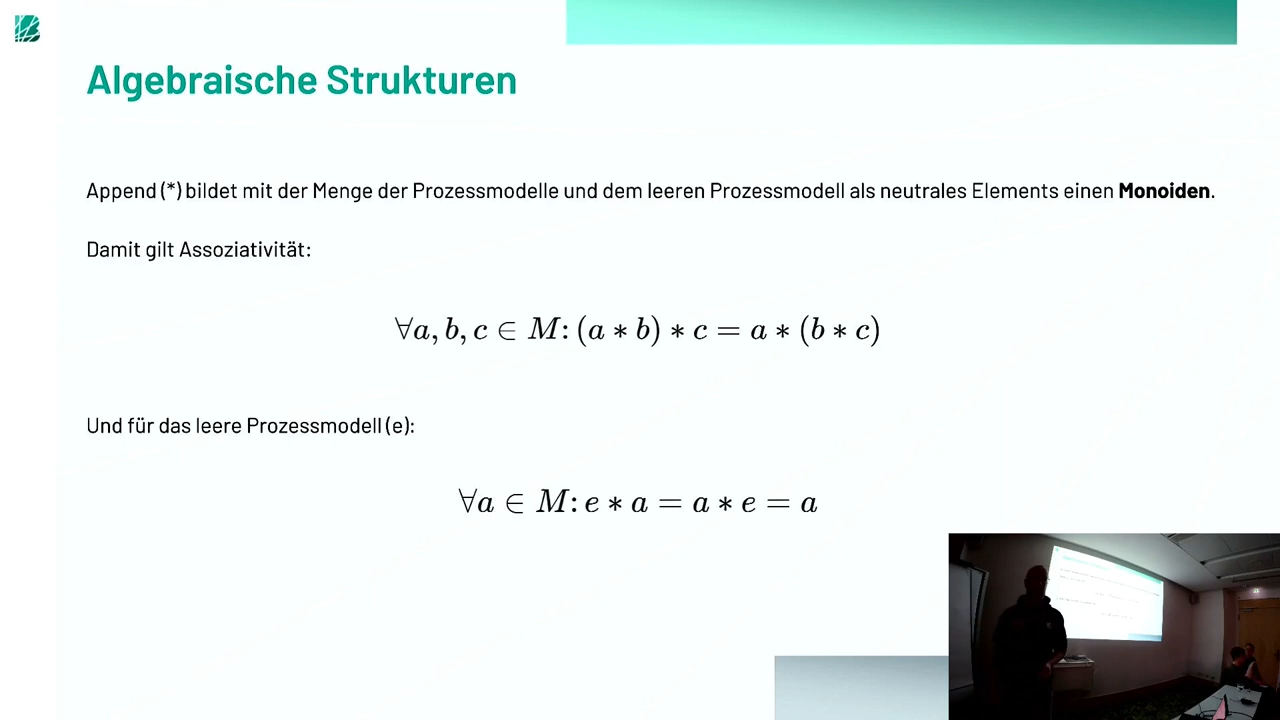 Algebraische Strukturen
Append (*) bildet mit der Menge der Prozessmodelle und dem leeren Prozessmodell als neutrales Elements einen Monoiden.
Damit gilt Assoziativität:
∀a, b, c ∈ M: (a ∗ b) ∗ c = a ∗ (b ∗ c)
Und für das leere Prozessmodell (e):
∀a ∈ M: e ∗ a = a ∗ e = a